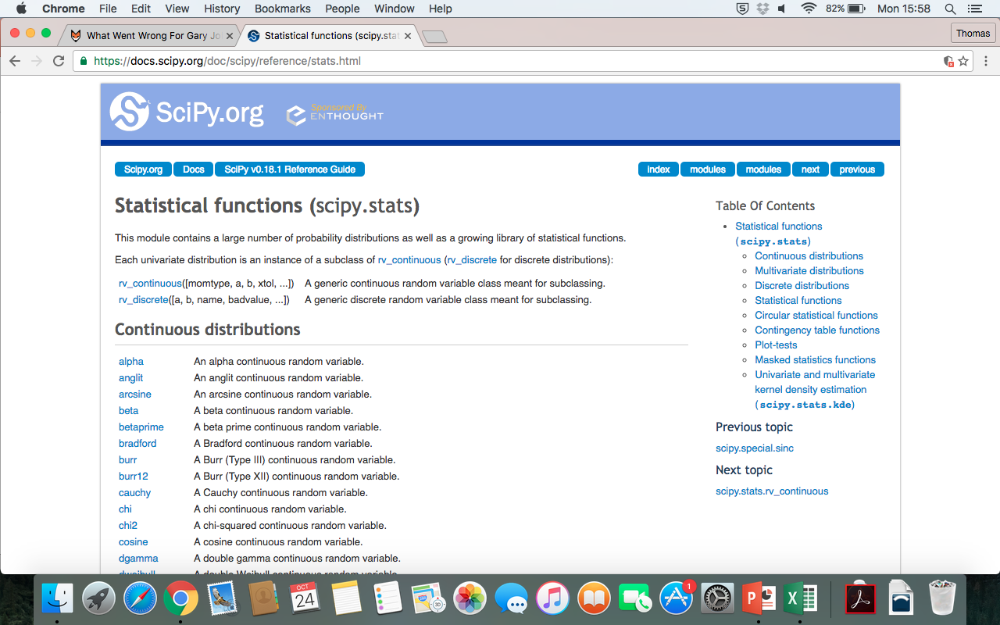 Chrome File Edit View History Bookmarks People Window Help 82% Mon 15:58
What Went Wrong For Gary Jo Statistical functions (scipy.stat Thomas
https://docs.scipy.org/doc/scipy/reference/stats.html
SciPy.org Sponsored By ENTHOUGHT
Scipy.org Docs SciPy v0.18.1 Reference Guide index modules modules next previous
Statistical functions (scipy.stats)
This module contains a large number of probability distributions as well as a growing library of statistical functions.
Each univariate distribution is an instance of a subclass of rv_continuous (rv_discrete for discrete distributions):
rv_continuous([momtype, a, b, xtol, ...]) A generic continuous random variable class meant for subclassing.
rv_discrete([a, b, name, badvalue, ...]) A generic discrete random variable class meant for subclassing.
Continuous distributions
alpha An alpha continuous random variable.
anglit An anglit continuous random variable.
arcsine An arcsine continuous random variable.
beta A beta continuous random variable.
betaprime A beta prime continuous random variable.
bradford A Bradford continuous random variable.
burr A Burr (Type III) continuous random variable.
burr12 A Burr (Type XII) continuous random variable.
cauchy A Cauchy continuous random variable.
chi A chi continuous random variable.
chi2 A chi-squared continuous random variable.
cosine A cosine continuous random variable.
dgamma A double gamma continuous random variable.
dweibull A double Weibull continuous random variable.
Table Of Contents
Statistical functions
(scipy.stats)
Continuous distributions
Multivariate distributions
Discrete distributions
Statistical functions
Circular statistical functions
Contingency table functions
Plot-tests
Masked statistics functions
Univariate and multivariate
kernel density estimation
(scipy.stats.kde)
Previous topic
scipy.special.sinc
Next topic
scipy.stats.rv_continuous
OCT
24
3D
1
P
X